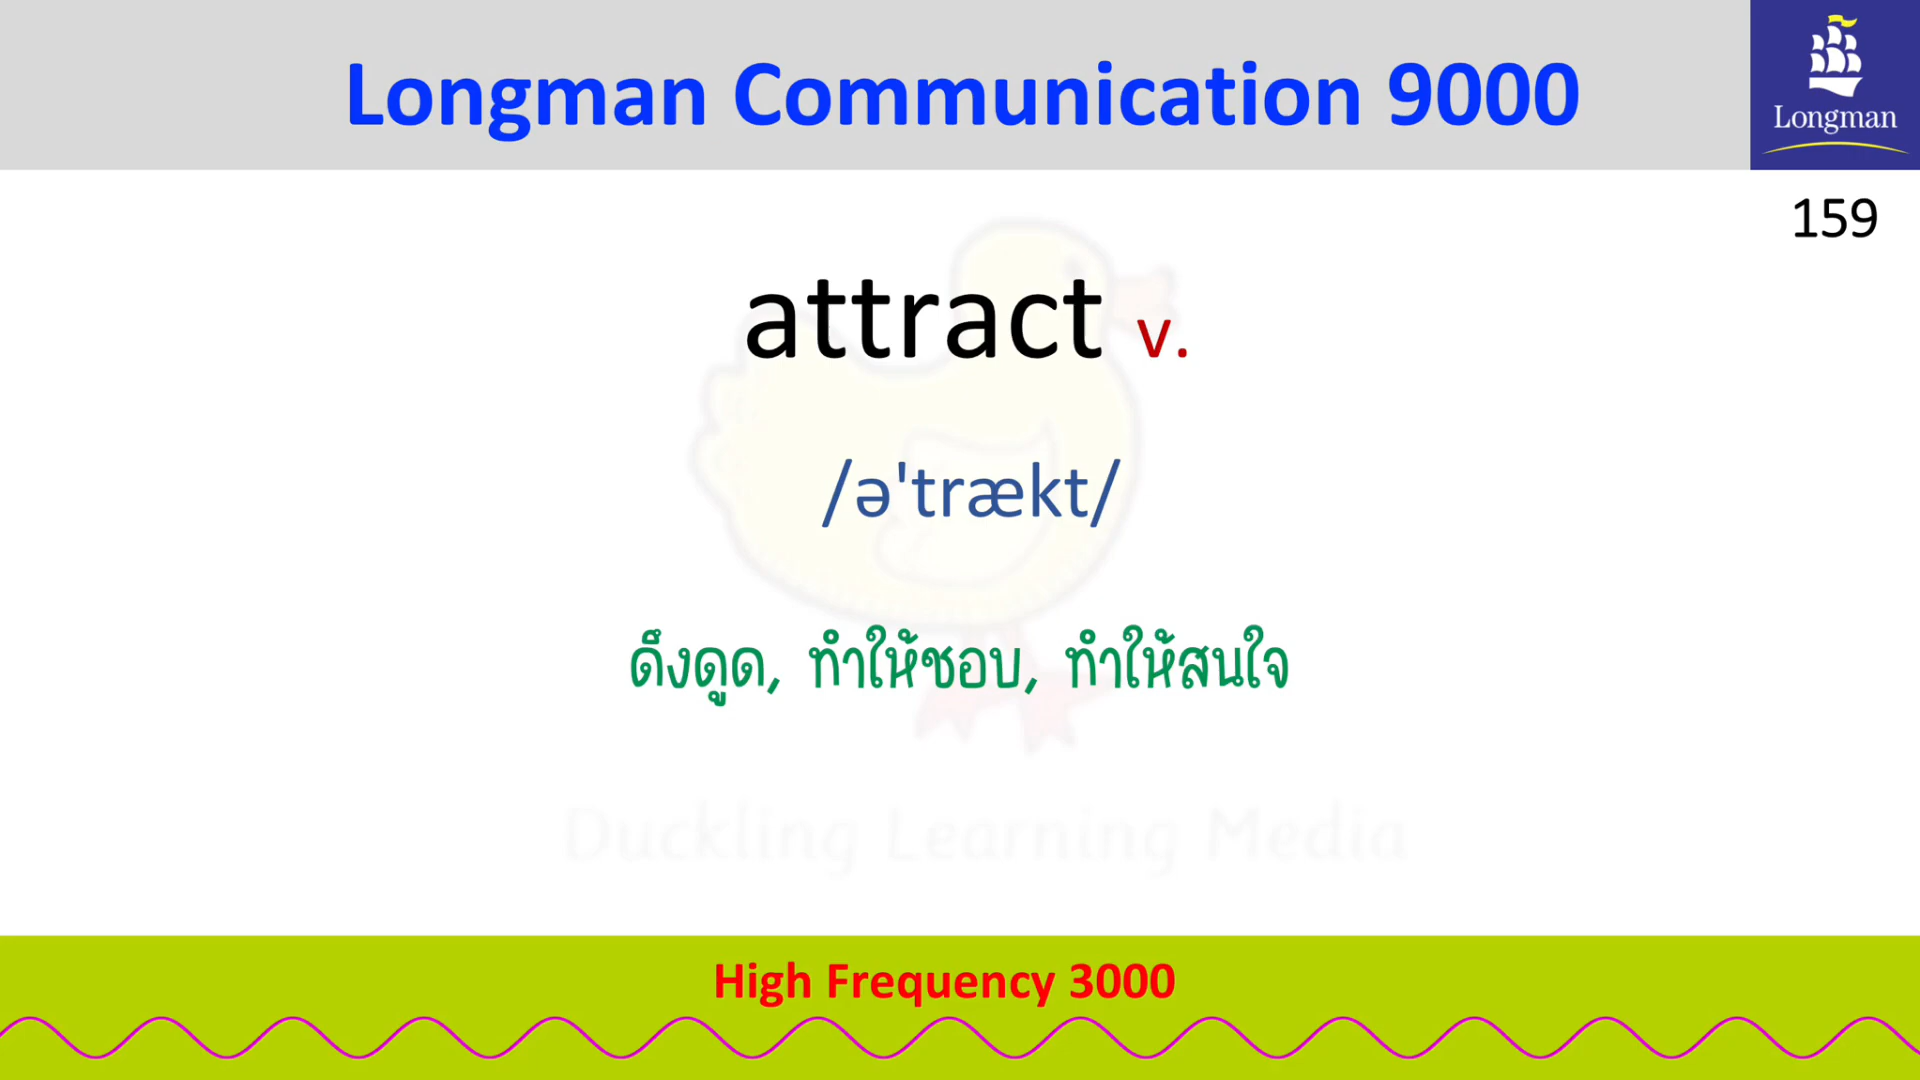 Longman Communication 9000
Longman
159
attract v.
/ə'trækt/
ดึงดูด, ทำให้ชอบ, ทำให้สนใจ
Duckling Learning Media
High Frequency 3000